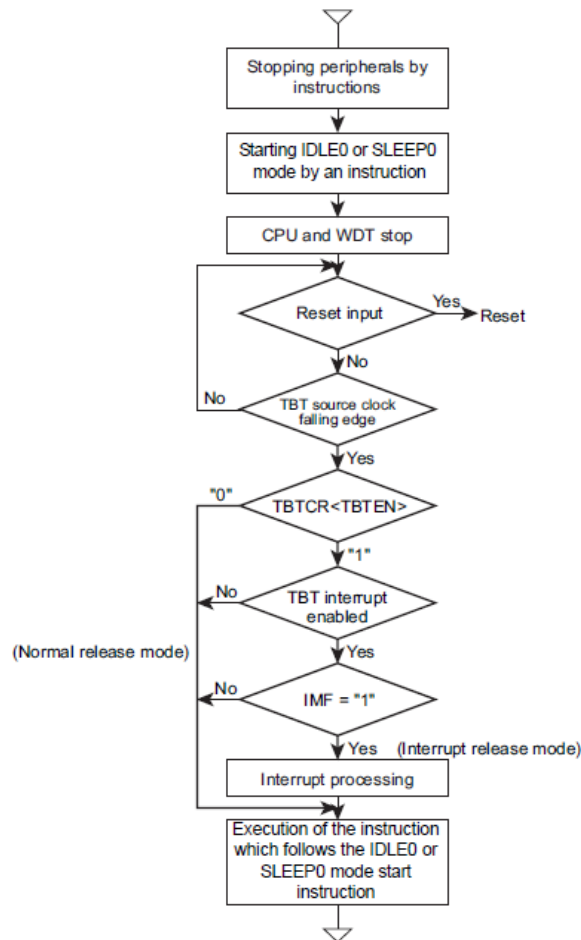 Stopping peripherals by
instructions
Starting IDLE0 or SLEEP0
mode by an instruction
CPU and WDT stop
Reset input
Yes
Reset
No
No
TBT source clock
falling edge
Yes
"0"
TBTCR<TBTEN>
"1"
No
TBT interrupt
enabled
(Normal release mode)
Yes
No
IMF = "1"
Yes (Interrupt release mode)
Interrupt processing
Execution of the instruction
which follows the IDLE0 or
SLEEP0 mode start
instruction